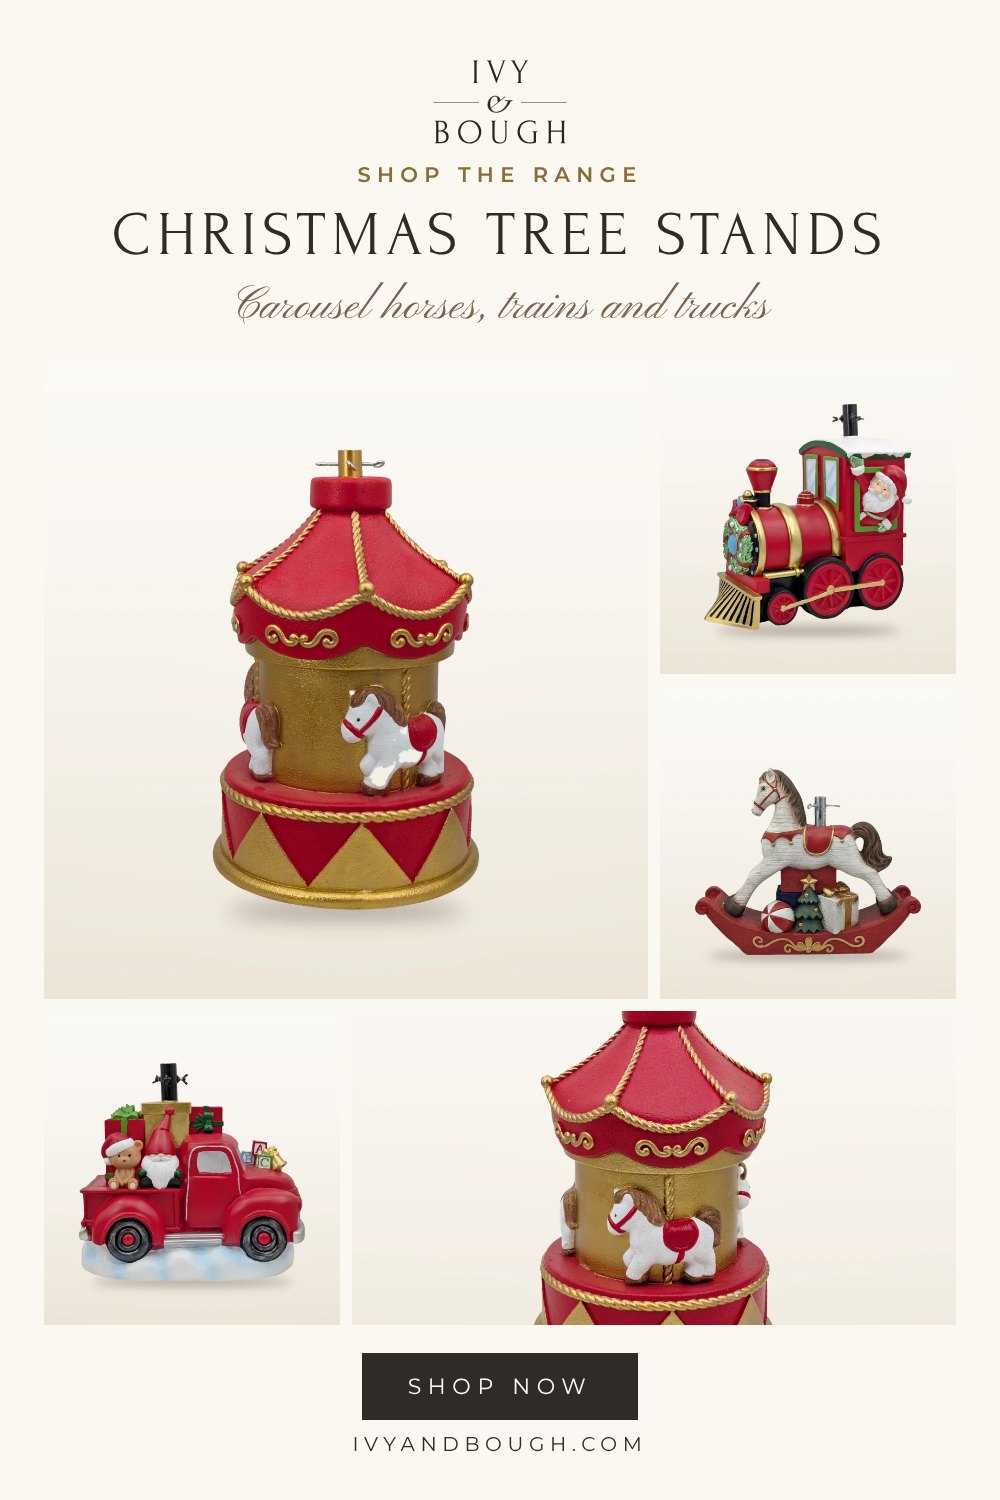 IVY
&
BOUGH
SHOP THE RANGE
CHRISTMAS TREE STANDS
Carousel horses, trains and trucks
A
B C
SHOP NOW
IVYANDBOUGH.COM